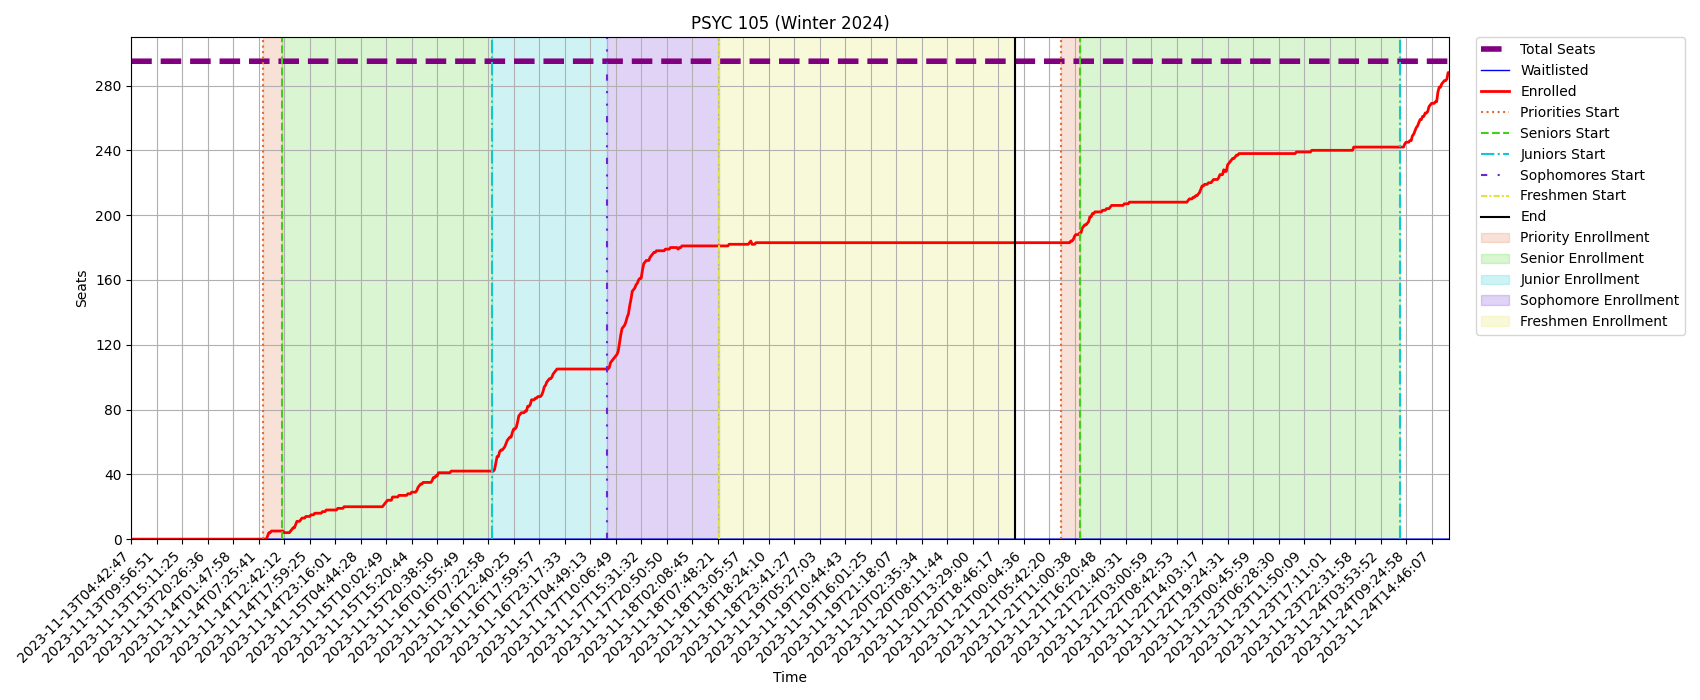 PSYC 105 (Winter 2024)
Seats
280
240
200
160
120
80
40
0
2023-11-13T04:42:47
2023-11-13T09:56:51
2023-11-13T15:11:25
2023-11-13T20:26:36
2023-11-14T01:47:58
2023-11-14T07:25:41
2023-11-14T12:42:12
2023-11-14T17:59:25
2023-11-14T23:16:01
2023-11-15T04:44:28
2023-11-15T10:02:49
2023-11-15T15:20:44
2023-11-15T20:38:50
2023-11-16T01:55:49
2023-11-16T07:22:58
2023-11-16T12:40:25
2023-11-16T17:59:57
2023-11-16T23:17:33
2023-11-17T04:49:13
2023-11-17T10:06:49
2023-11-17T15:31:32
2023-11-17T20:50:50
2023-11-18T02:08:45
2023-11-18T07:48:21
2023-11-18T13:05:57
2023-11-18T18:24:10
2023-11-18T23:41:27
2023-11-19T05:27:03
2023-11-19T10:44:43
2023-11-19T16:01:25
2023-11-19T21:18:07
2023-11-20T02:35:34
2023-11-20T08:11:44
2023-11-20T13:29:00
2023-11-20T18:46:17
2023-11-21T00:04:36
2023-11-21T05:42:20
2023-11-21T11:00:38
2023-11-21T16:20:48
2023-11-21T21:40:31
2023-11-22T03:00:59
2023-11-22T08:42:53
2023-11-22T14:03:17
2023-11-22T19:24:31
2023-11-23T00:45:59
2023-11-23T06:28:30
2023-11-23T11:50:09
2023-11-23T17:11:01
2023-11-23T22:31:58
2023-11-24T03:53:52
2023-11-24T09:24:58
2023-11-24T14:46:07
Time
Total Seats
Waitlisted
Enrolled
Priorities Start
Seniors Start
Juniors Start
Sophomores Start
Freshmen Start
End
Priority Enrollment
Senior Enrollment
Junior Enrollment
Sophomore Enrollment
Freshmen Enrollment